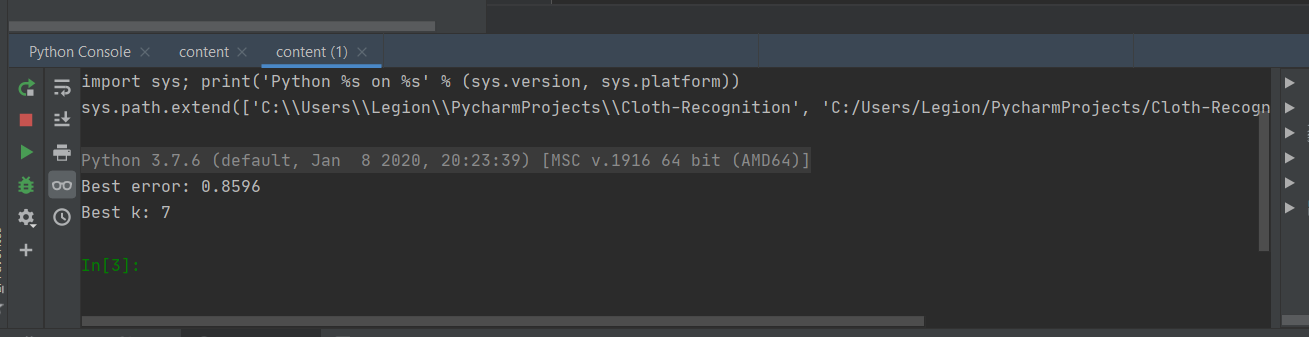 Python Console content content (1)
import sys; print('Python %s on %s' % (sys.version, sys.platform))
sys.path.extend(['C:\\Users\\Legion\\PycharmProjects\\Cloth-Recognition', 'C:/Users/Legion/PycharmProjects/Cloth-Recogn
Python 3.7.6 (default, Jan  8 2020, 20:23:39) [MSC v.1916 64 bit (AMD64)]
Best error: 0.8596
Best k: 7
In[3]: